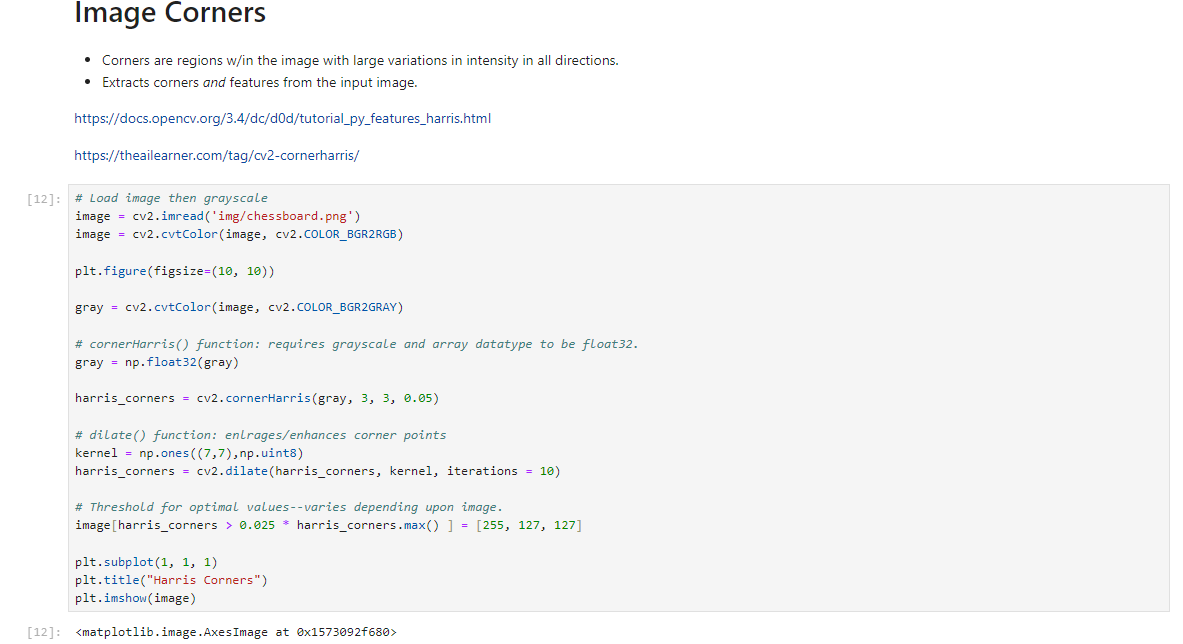 Image Corners
• Corners are regions w/in the image with large variations in intensity in all directions.
• Extracts corners and features from the input image.
https://docs.opencv.org/3.4/dc/d0d/tutorial_py_features_harris.html
https://theailearner.com/tag/cv2-cornerharris/
[12]: # Load image then grayscale
image = cv2.imread('img/chessboard.png')
image = cv2.cvtColor(image, cv2.COLOR_BGR2RGB)
plt.figure(figsize=(10, 10))
gray = cv2.cvtColor(image, cv2.COLOR_BGR2GRAY)
# cornerHarris() function: requires grayscale and array datatype to be float32.
gray = np.float32(gray)
harris_corners = cv2.cornerHarris(gray, 3, 3, 0.05)
# dilate() function: enlrages/enhances corner points
kernel = np.ones((7,7),np.uint8)
harris_corners = cv2.dilate(harris_corners, kernel, iterations = 10)
# Threshold for optimal values--varies depending upon image.
image[harris_corners > 0.025 * harris_corners.max() ] = [255, 127, 127]
plt.subplot(1, 1, 1)
plt.title("Harris Corners")
plt.imshow(image)
[12]: <matplotlib.image.AxesImage at 0x1573092f680>